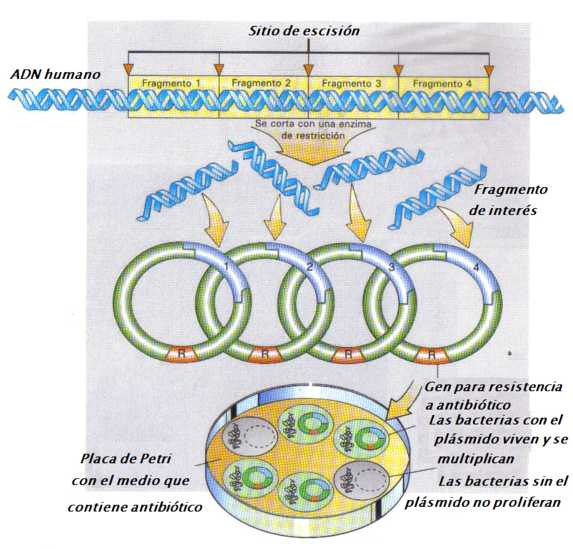 Sitio de escisión
ADN humano
Fragmento 1
Fragmento 2
Fragmento 3
Fragmento 4
Se corta con una enzima
de restricción
Fragmento
de interés
1
2
3
4
R
R
R
R
Gen para resistencia
a antibiótico
Las bacterias con el
plásmido viven y se
multiplican
Placa de Petri
con el medio que
contiene antibiótico
Las bacterias sin el
plásmido no proliferan